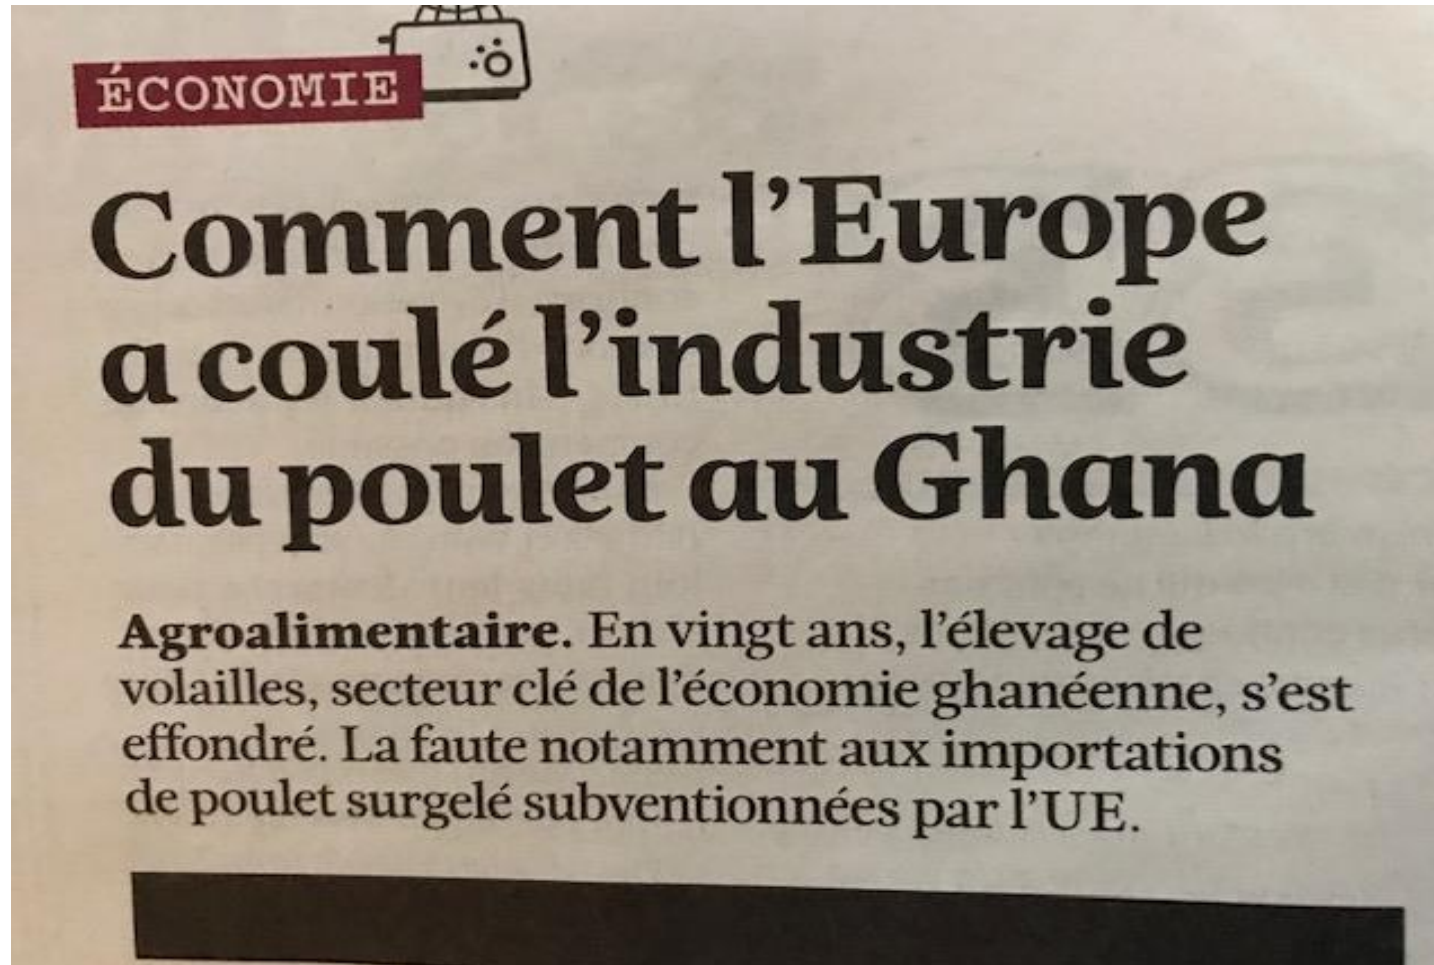 ÉCONOMIE
Comment l’Europe
a coulé l’industrie
du poulet au Ghana
Agroalimentaire. En vingt ans, l’élevage de
volailles, secteur clé de l’économie ghanéenne, s’est
effondré. La faute notamment aux importations
de poulet surgelé subventionnées par l’UE.